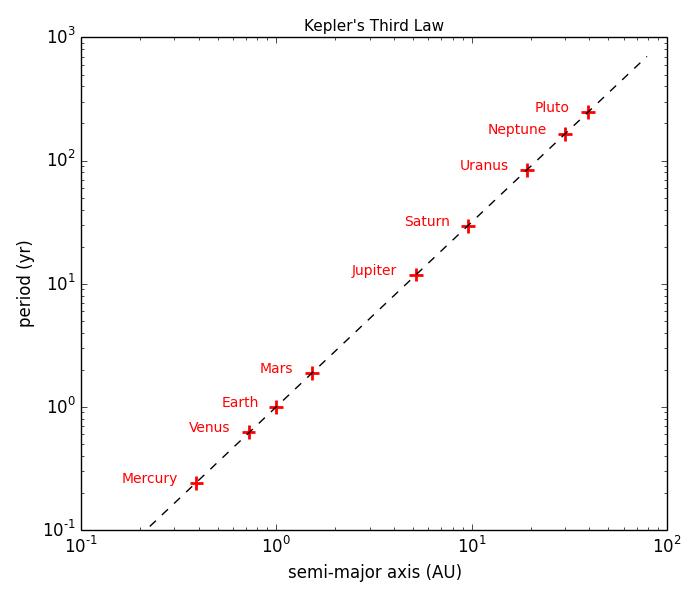 Kepler's Third Law
10³
Pluto
Neptune
10²
Uranus
Saturn
period (yr)
Jupiter
10¹
Mars
Earth
10⁰
Venus
Mercury
10⁻¹
10⁻¹ 10⁰ 10¹ 10²
semi-major axis (AU)